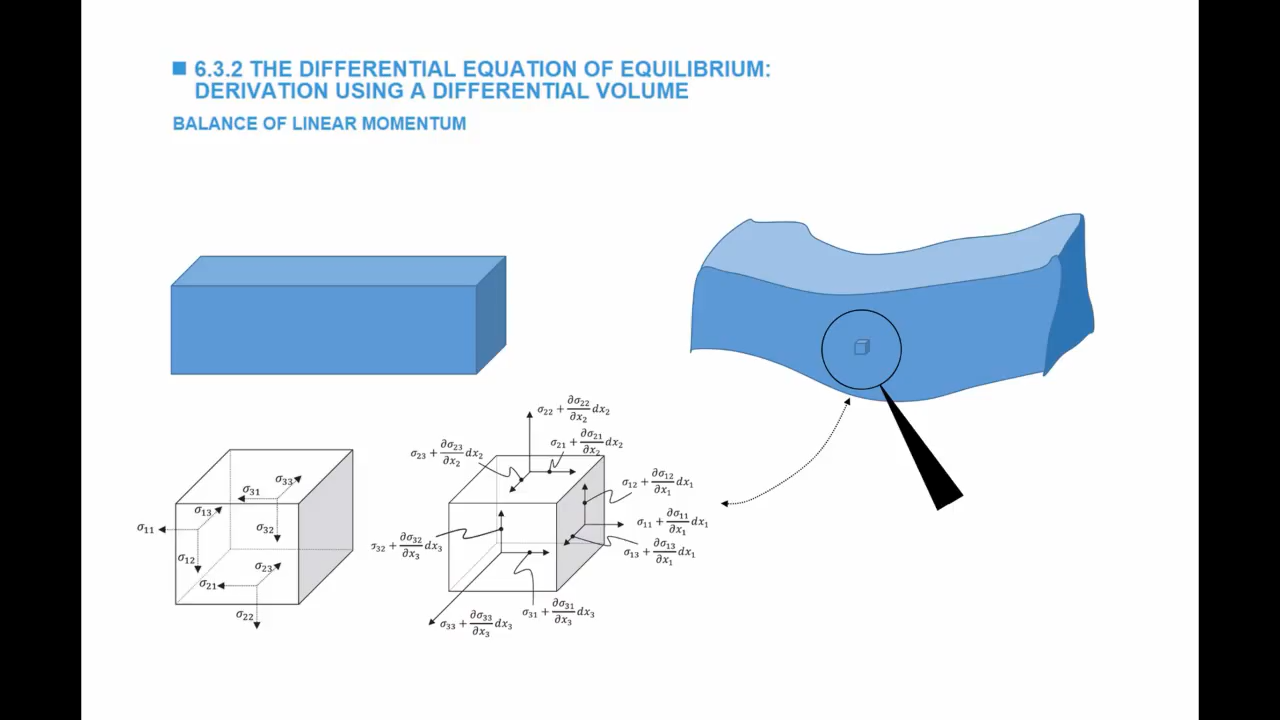 ■ 6.3.2 THE DIFFERENTIAL EQUATION OF EQUILIBRIUM:
DERIVATION USING A DIFFERENTIAL VOLUME
BALANCE OF LINEAR MOMENTUM
σ₂₂ + ∂σ₂₂/∂x₂ dx₂
σ₂₁ + ∂σ₂₁/∂x₂ dx₂
σ₂₃ + ∂σ₂₃/∂x₂ dx₂
σ₁₂ + ∂σ₁₂/∂x₁ dx₁
σ₁₁ + ∂σ₁₁/∂x₁ dx₁
σ₁₃ + ∂σ₁₃/∂x₁ dx₁
σ₃₂ + ∂σ₃₂/∂x₃ dx₃
σ₃₁ + ∂σ₃₁/∂x₃ dx₃
σ₃₃ + ∂σ₃₃/∂x₃ dx₃
σ₃₃
σ₃₁
σ₁₃
σ₁₁
σ₃₂
σ₁₂
σ₂₃
σ₂₁
σ₂₂